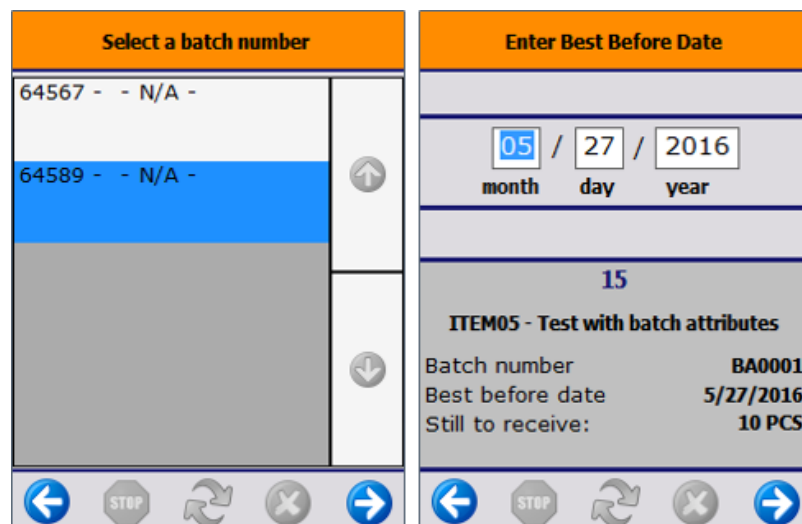 Select a batch number
64567 -  - N/A -
64589 -  - N/A -
STOP
Enter Best Before Date
05 / 27 / 2016
month day year
15
ITEM05 - Test with batch attributes
Batch number BA0001
Best before date 5/27/2016
Still to receive: 10 PCS
STOP